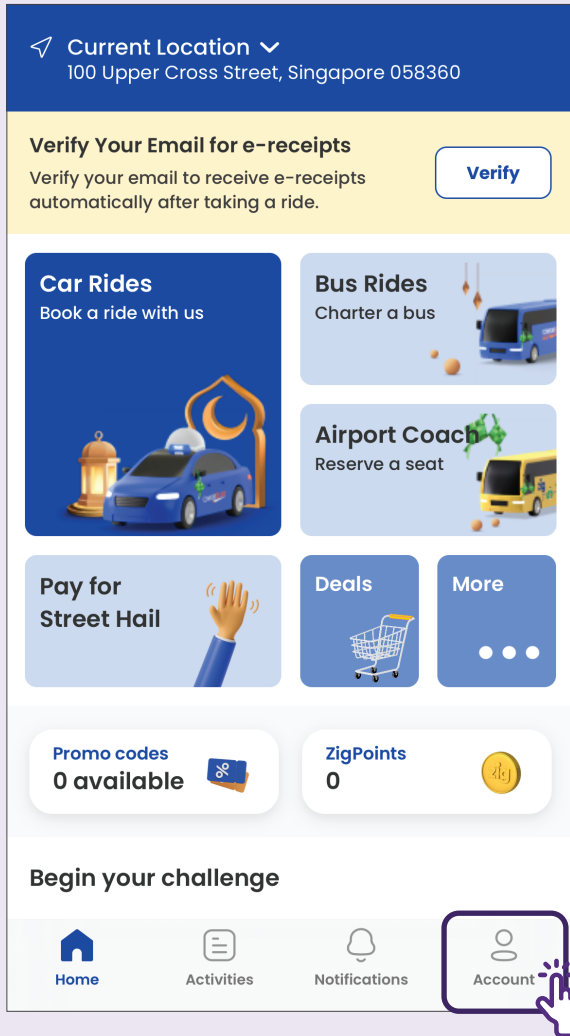 Current Location
100 Upper Cross Street, Singapore 058360
Verify Your Email for e-receipts
Verify your email to receive e-receipts
automatically after taking a ride.
Verify
Car Rides
Book a ride with us
Bus Rides
Charter a bus
Airport Coach
Reserve a seat
Pay for
Street Hail
Deals
More
Promo codes
0 available
%
ZigPoints
0
zig
Begin your challenge
Home
Activities
Notifications
Account